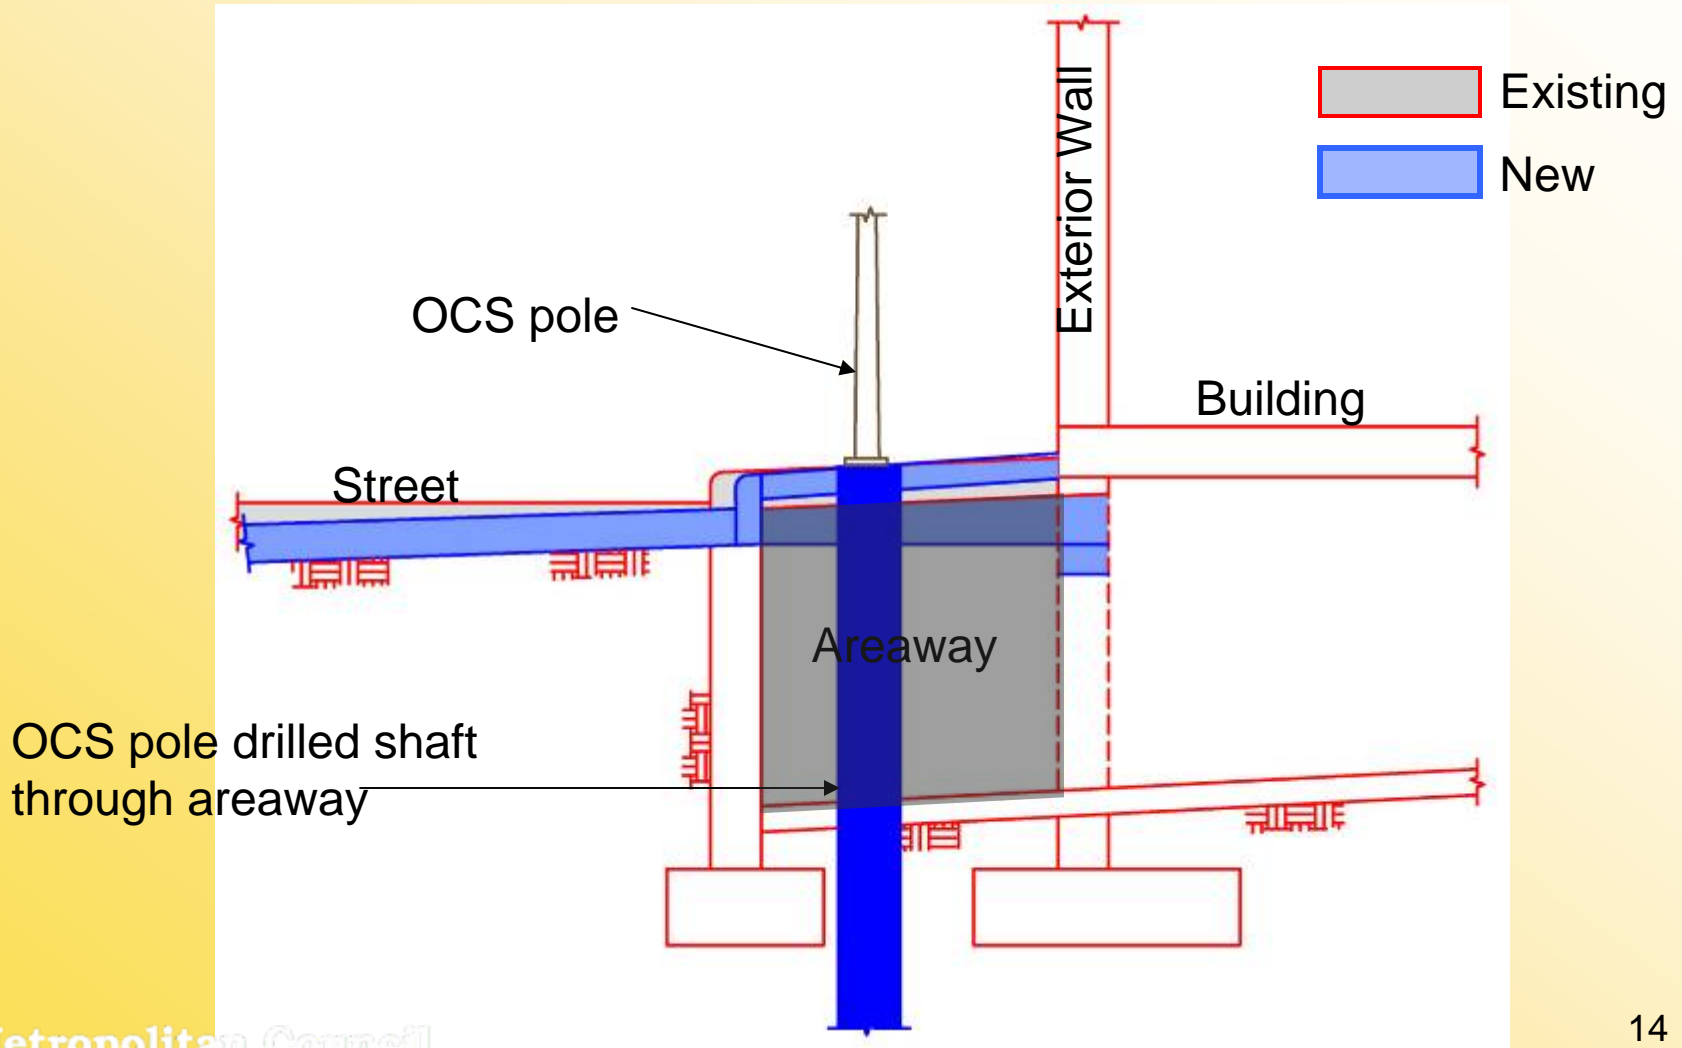 Existing
New
Exterior Wall
OCS pole
Building
Street
Areaway
OCS pole drilled shaft
through areaway
14